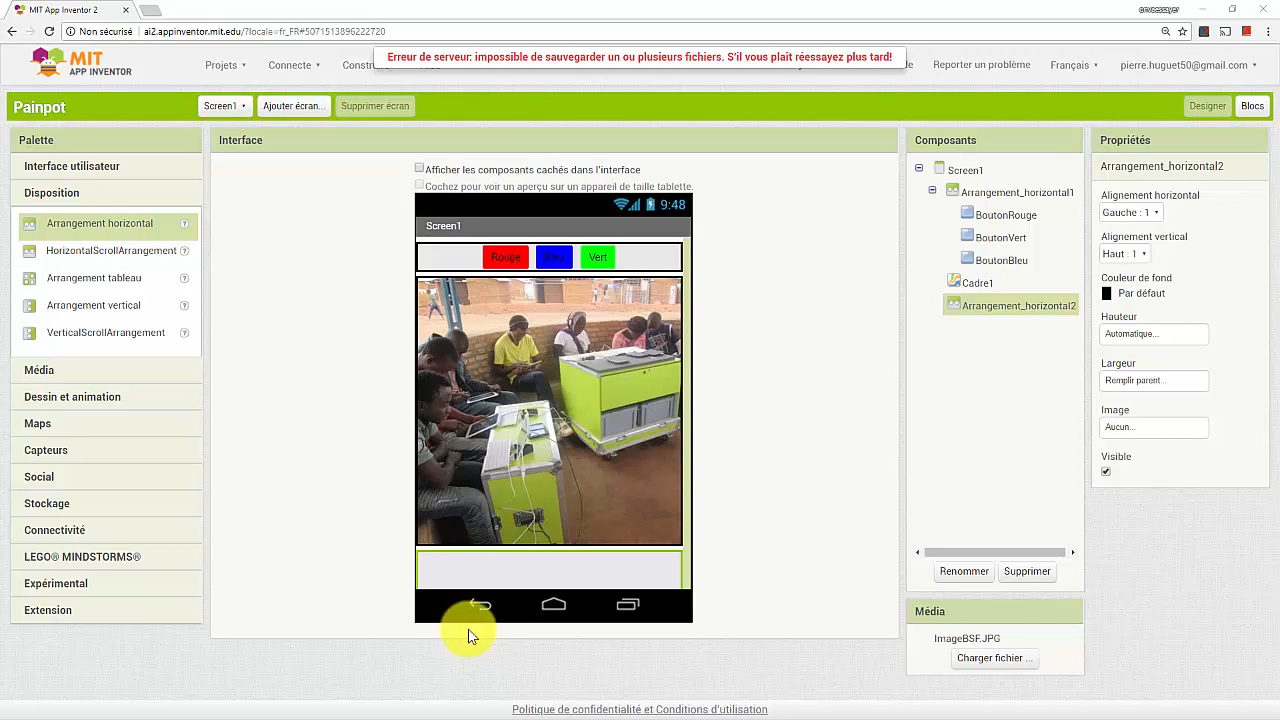 MIT App Inventor 2
Non sécurisé
ai2.appinventor.mit.edu/?locale=fr_FR#5071513896222720
MIT
APP INVENTOR
Projets
Connecte
Erreur de serveur: impossible de sauvegarder un ou plusieurs fichiers. S'il vous plait réessayez plus tard!
Reporter un problème
Français
pierre.huguet50@gmail.com
Painpot
Screen1
Ajouter écran...
Supprimer écran
Designer
Blocs
Palette
Interface utilisateur
Disposition
Arrangement horizontal
HorizontalScrollArrangement
Arrangement tableau
Arrangement vertical
VerticalScrollArrangement
Média
Dessin et animation
Maps
Capteurs
Social
Stockage
Connectivité
LEGO® MINDSTORMS®
Expérimental
Extension
Interface
Afficher les composants cachés dans l'interface
Cochez pour voir un aperçu sur un appareil de taille tablette.
9:48
Screen1
Rouge
Bleu
Vert
Composants
Screen1
Arrangement_horizontal1
BoutonRouge
BoutonVert
BoutonBleu
Cadre1
Arrangement_horizontal2
Renommer
Supprimer
Média
ImageBSF.JPG
Charger fichier ...
Propriétés
Arrangement_horizontal2
Alignement horizontal
Gauche : 1
Alignement vertical
Haut : 1
Couleur de fond
Par défaut
Hauteur
Automatique...
Largeur
Remplir parent...
Image
Aucun...
Visible
Politique de confidentialité et Conditions d'utilisation